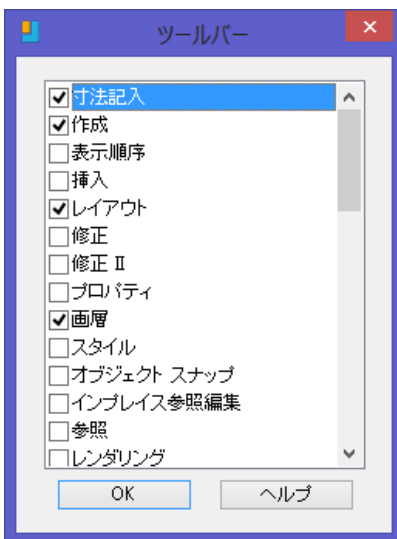 ツールバー
寸法記入
作成
表示順序
挿入
レイアウト
修正
修正 II
プロパティ
画層
スタイル
オブジェクト スナップ
インプレイス参照編集
参照
レンダリング
OK
ヘルプ